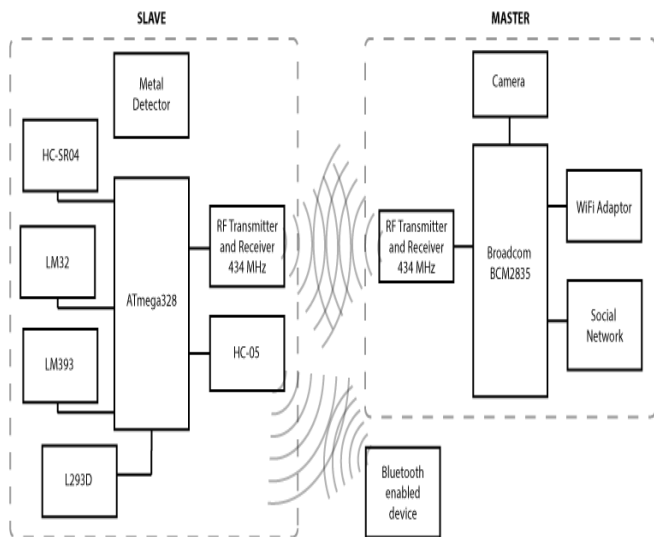 SLAVE
Metal
Detector
HC-SR04
LM32
LM393
L293D
ATmega328
RF Transmitter
and Receiver
434 MHz
HC-05
MASTER
Camera
RF Transmitter
and Receiver
434 MHz
Broadcom
BCM2835
WiFi Adaptor
Social
Network
Bluetooth
enabled
device